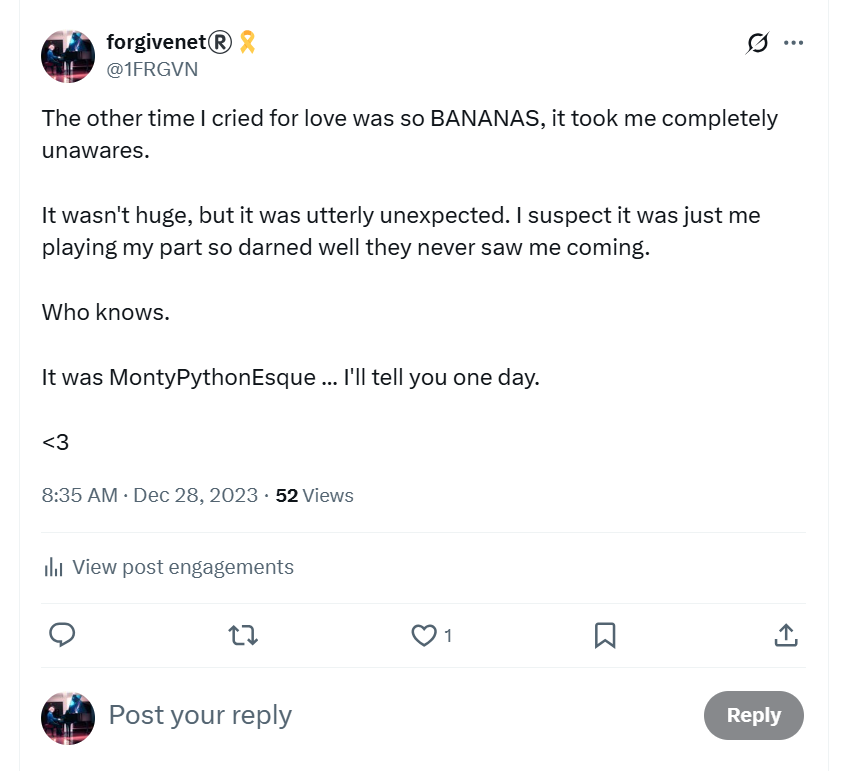 forgivenet® 🎗
@1FRGVN
The other time I cried for love was so BANANAS, it took me completely
unawares.
It wasn't huge, but it was utterly unexpected. I suspect it was just me
playing my part so darned well they never saw me coming.
Who knows.
It was MontyPythonEsque ... I'll tell you one day.
<3
8:35 AM · Dec 28, 2023 · 52 Views
View post engagements
1
Post your reply
Reply